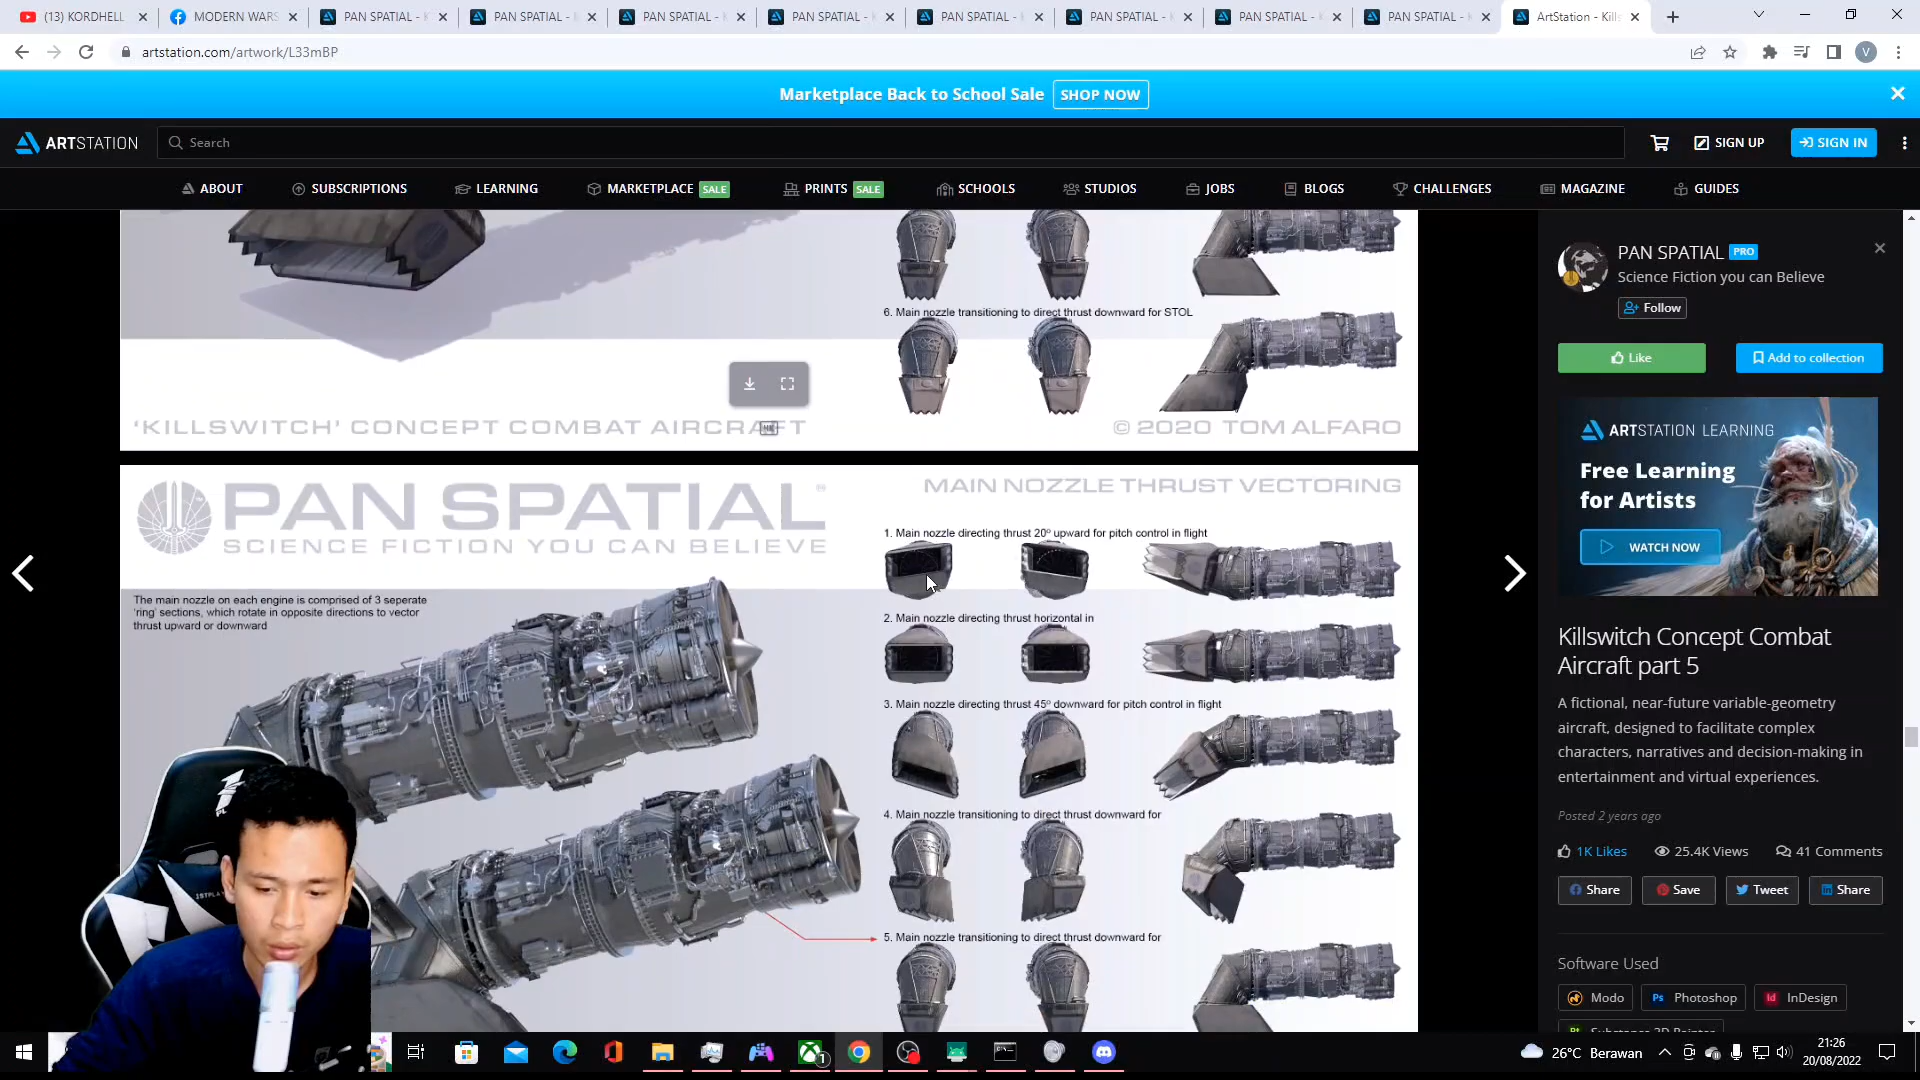 (13) KORDHELL
MODERN WARS
PAN SPATIAL - K
PAN SPATIAL -
PAN SPATIAL - K
PAN SPATIAL - K
PAN SPATIAL - K
PAN SPATIAL - K
PAN SPATIAL - K
PAN SPATIAL - K
ArtStation - Kills
artstation.com/artwork/L33mBP
V
Marketplace Back to School Sale
SHOP NOW
ARTSTATION
Search
SIGN UP
SIGN IN
ABOUT
SUBSCRIPTIONS
LEARNING
MARKETPLACE SALE
PRINTS SALE
SCHOOLS
STUDIOS
JOBS
BLOGS
CHALLENGES
MAGAZINE
GUIDES
6. Main nozzle transitioning to direct thrust downward for STOL
'KILLSWITCH' CONCEPT COMBAT AIRCRAFT
© 2020 TOM ALFARO
PAN SPATIAL
SCIENCE FICTION YOU CAN BELIEVE
MAIN NOZZLE THRUST VECTORING
The main nozzle on each engine is comprised of 3 seperate
'ring' sections, which rotate in opposite directions to vector
thrust upward or downward
1. Main nozzle directing thrust 20º upward for pitch control in flight
2. Main nozzle directing thrust horizontal in
3. Main nozzle directing thrust 45º downward for pitch control in flight
4. Main nozzle transitioning to direct thrust downward for
5. Main nozzle transitioning to direct thrust downward for
PAN SPATIAL PRO
Science Fiction you can Believe
Follow
Like
Add to collection
ARTSTATION LEARNING
Free Learning
for Artists
WATCH NOW
Killswitch Concept Combat
Aircraft part 5
A fictional, near-future variable-geometry
aircraft, designed to facilitate complex
characters, narratives and decision-making in
entertainment and virtual experiences.
Posted 2 years ago
1K Likes
25.4K Views
41 Comments
Share
Save
Tweet
Share
Software Used
Modo
Ps Photoshop
Id InDesign
1STPLAYER
1
26°C Berawan
21:26
20/08/2022